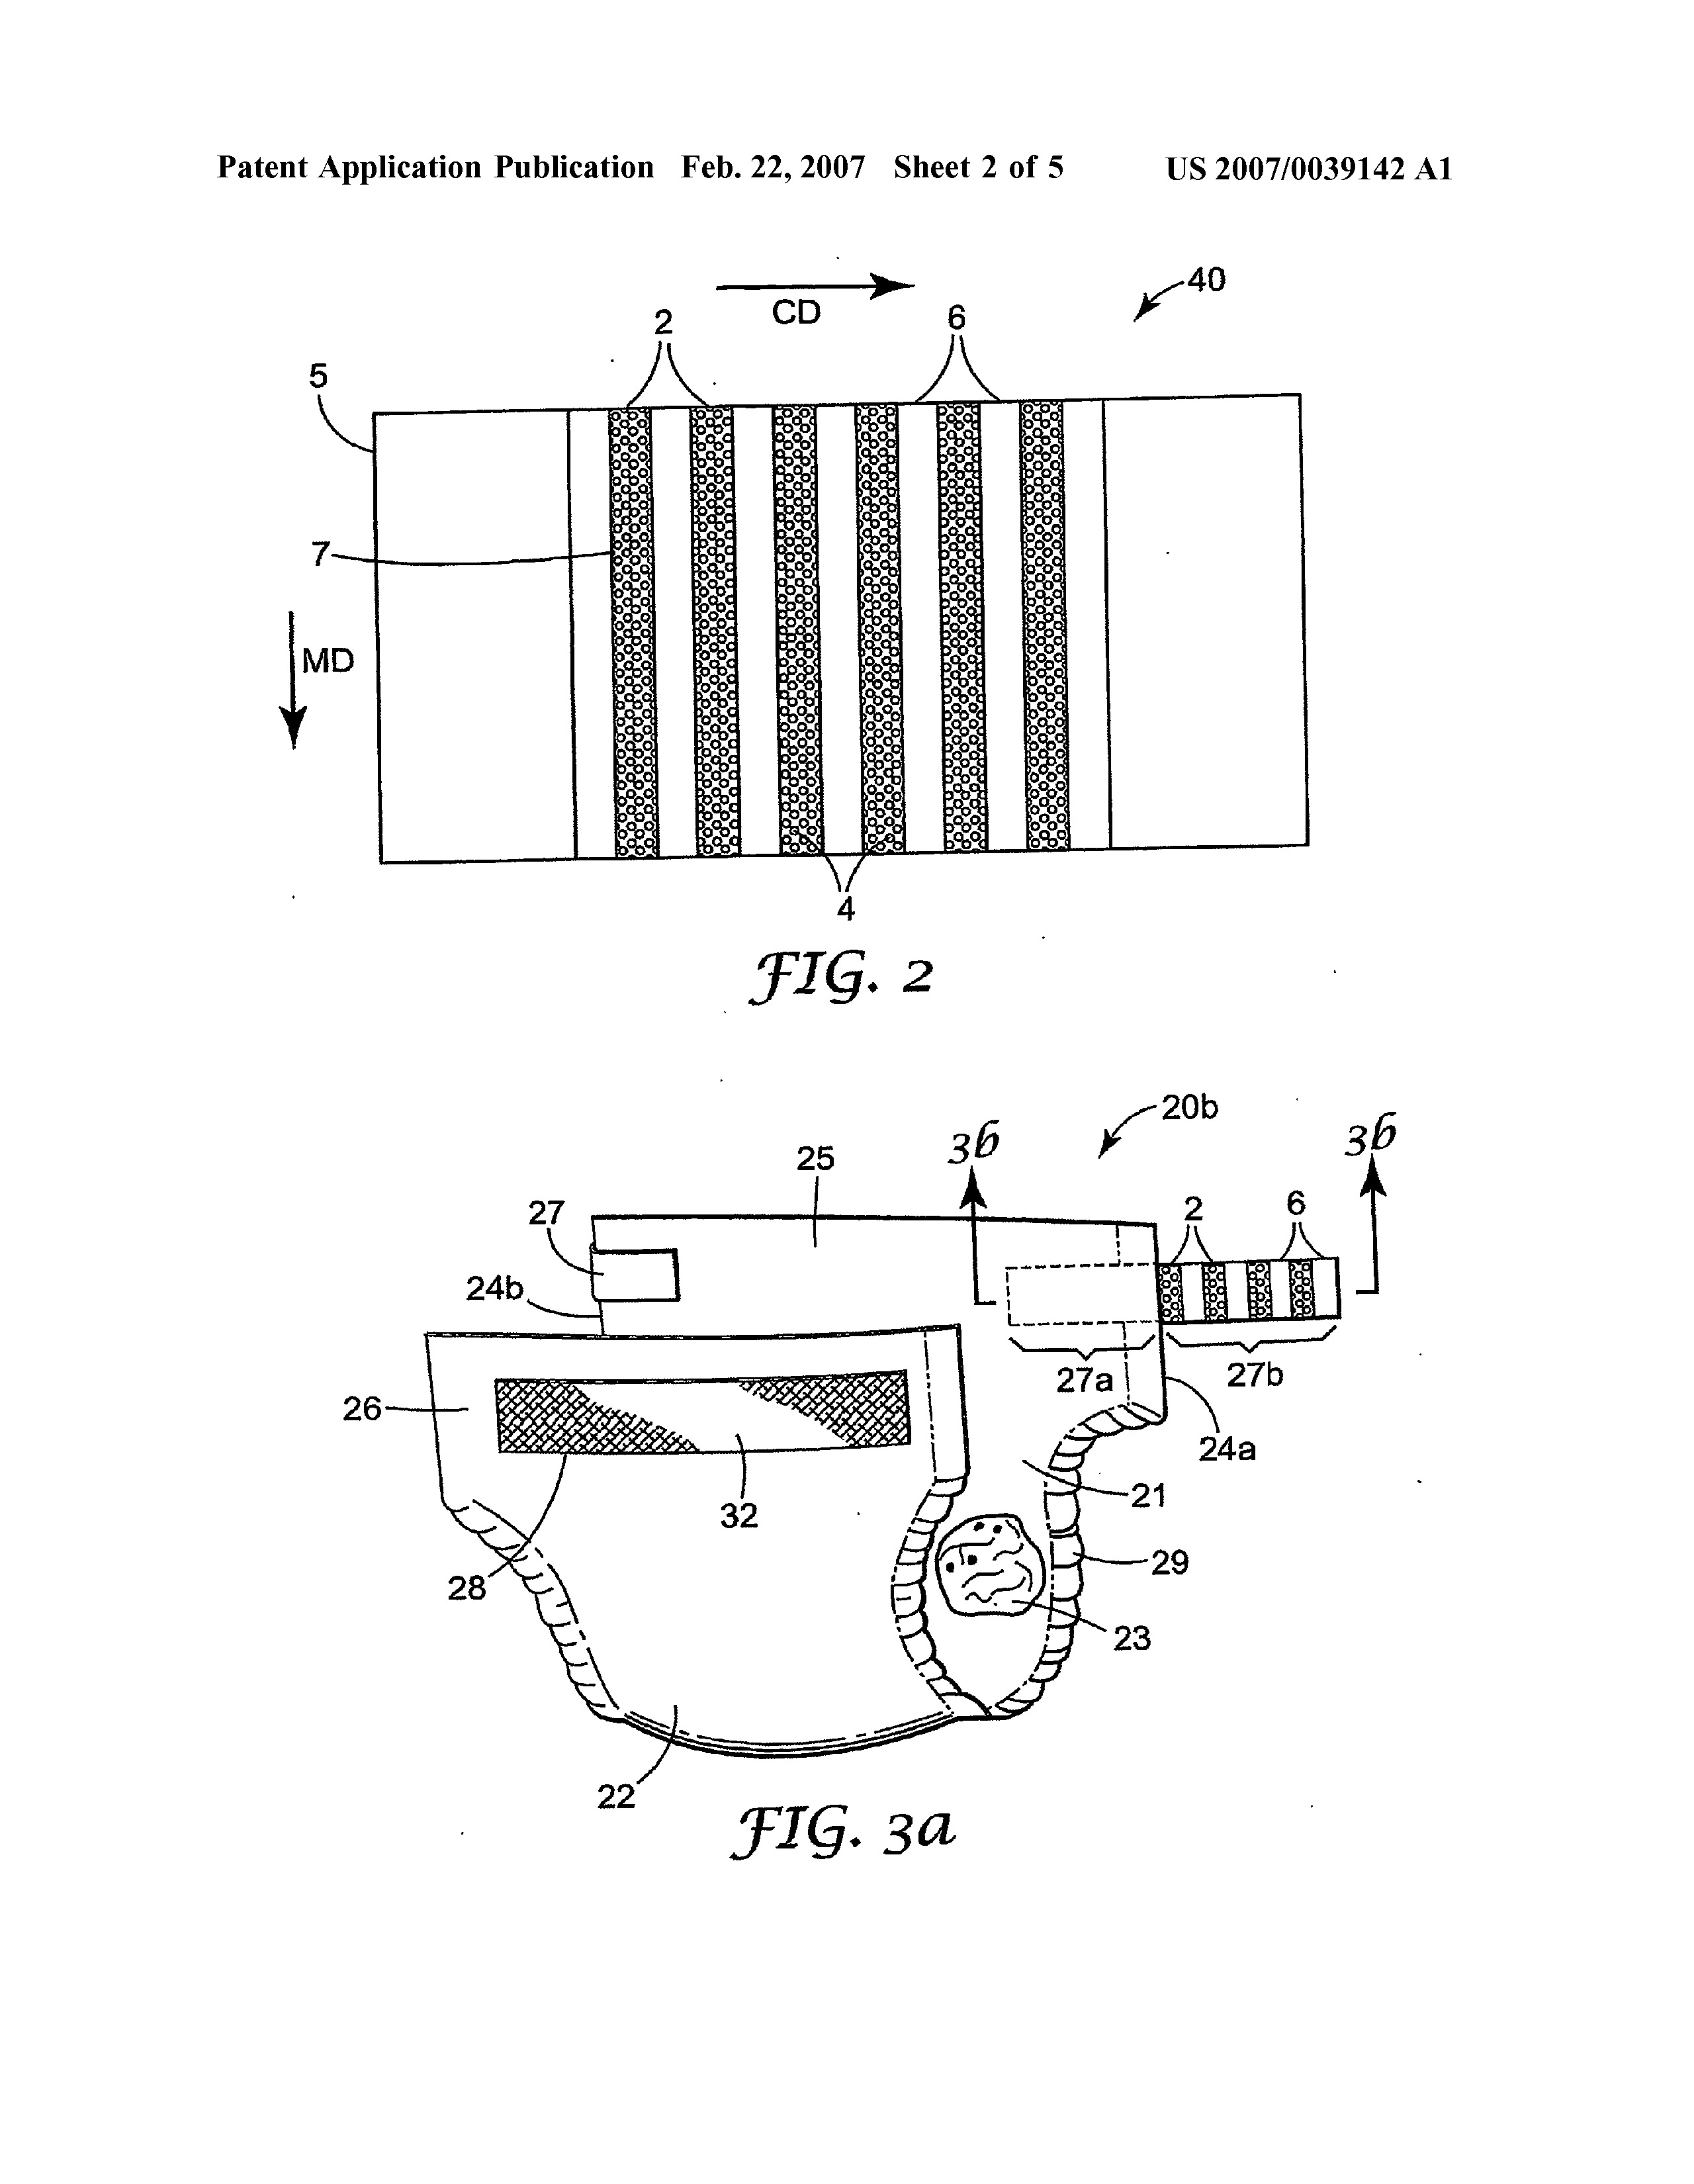 Patent Application Publication Feb. 22, 2007 Sheet 2 of 5 US 2007/0039142 A1
40
CD
2
6
5
7
MD
4
FIG. 2
20b
3b
3b
25
27
2
6
24b
27a
27b
26
24a
32
21
28
29
23
22
FIG. 3a